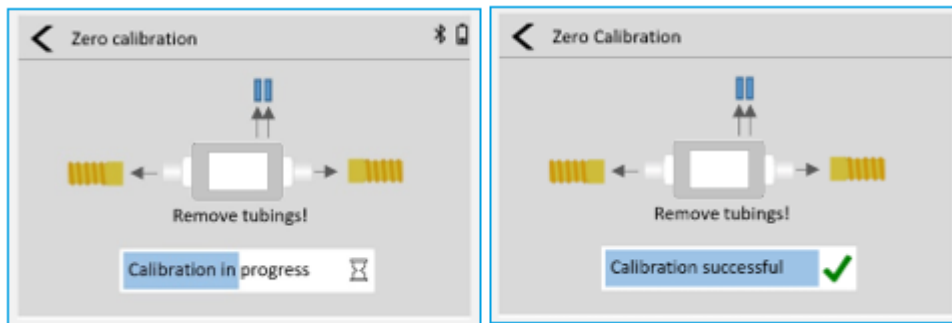 Zero calibration
Remove tubings!
Calibration in progress
Zero Calibration
Remove tubings!
Calibration successful